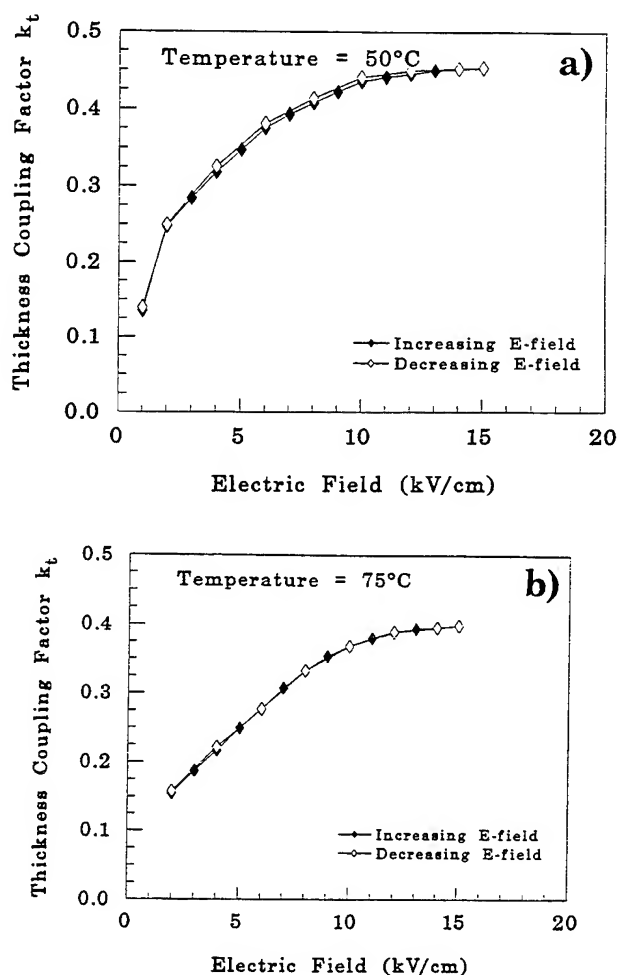 Thickness Coupling Factor kt
0.5
0.4
0.3
0.2
0.1
0.0
Temperature = 50°C
a)
Increasing E-field
Decreasing E-field
0
5
10
15
20
Electric Field (kV/cm)
Thickness Coupling Factor kt
0.5
0.4
0.3
0.2
0.1
0.0
Temperature = 75°C
b)
Increasing E-field
Decreasing E-field
0
5
10
15
20
Electric Field (kV/cm)